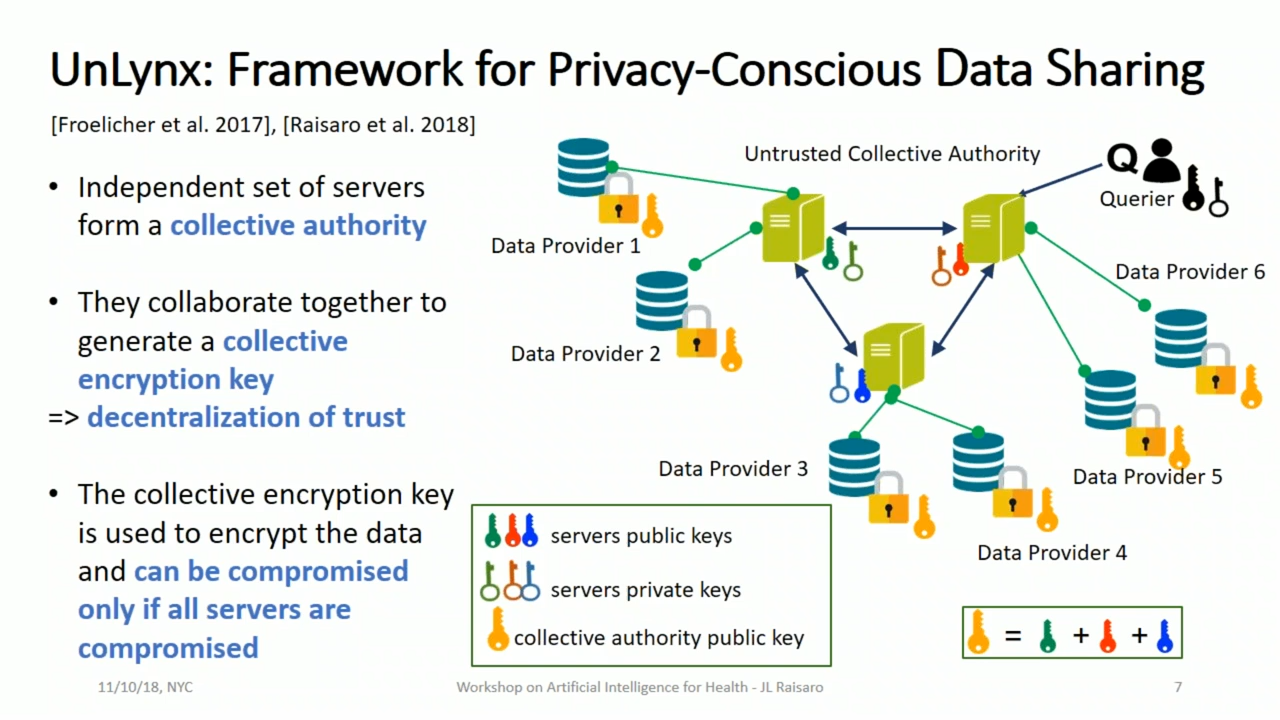 UnLynx: Framework for Privacy-Conscious Data Sharing
[Froelicher et al. 2017], [Raisaro et al. 2018]
• Independent set of servers
form a collective authority
• They collaborate together to
generate a collective
encryption key
=> decentralization of trust
• The collective encryption key
is used to encrypt the data
and can be compromised
only if all servers are
compromised
Untrusted Collective Authority
Q
Querier
Data Provider 1
Data Provider 6
Data Provider 2
Data Provider 3
Data Provider 5
Data Provider 4
servers public keys
servers private keys
collective authority public key
= + +
11/10/18, NYC
Workshop on Artificial Intelligence for Health - JL Raisaro
7